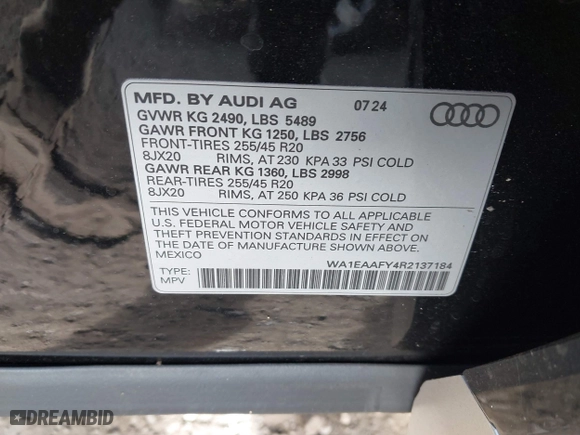 MFD. BY AUDI AG 07 24
GVWR KG 2490, LBS 5489
GAWR FRONT KG 1250, LBS 2756
FRONT-TIRES 255/45 R20
8JX20 RIMS, AT 230 KPA 33 PSI COLD
GAWR REAR KG 1360, LBS 2998
REAR-TIRES 255/45 R20
8JX20 RIMS, AT 250 KPA 36 PSI COLD
THIS VEHICLE CONFORMS TO ALL APPLICABLE
U.S. FEDERAL MOTOR VEHICLE SAFETY AND
THEFT PREVENTION STANDARDS IN EFFECT ON
THE DATE OF MANUFACTURE SHOWN ABOVE.
MEXICO
WA1EAAFY4R2137184
TYPE:
MPV
DREAMBID